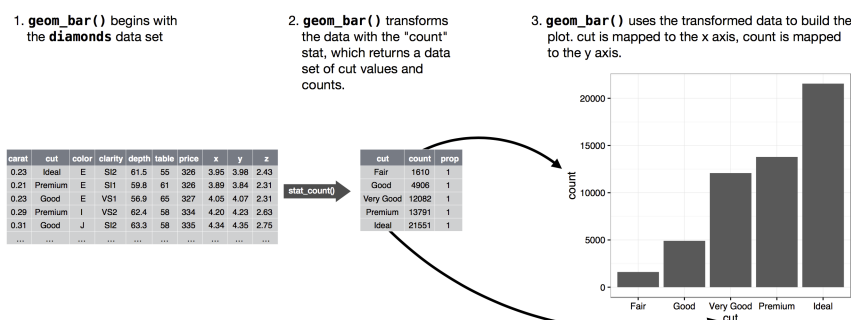 1. geom_bar() begins with
the diamonds data set
2. geom_bar() transforms
the data with the "count"
stat, which returns a data
set of cut values and
counts.
3. geom_bar() uses the transformed data to build the
plot. cut is mapped to the x axis, count is mapped
to the y axis.
carat cut color clarity depth table price x y z
0.23 Ideal E SI2 61.5 55 326 3.95 3.98 2.43
0.21 Premium E SI1 59.8 61 326 3.89 3.84 2.31
0.23 Good E VS1 56.9 65 327 4.05 4.07 2.31
0.29 Premium I VS2 62.4 58 334 4.20 4.23 2.63
0.31 Good J SI2 63.3 58 335 4.34 4.35 2.75
... ... ... ... ... ... ... ... ... ...
stat_count()
cut count prop
Fair 1610 1
Good 4906 1
Very Good 12082 1
Premium 13791 1
Ideal 21551 1
count
20000
15000
10000
5000
0
Fair Good Very Good Premium Ideal
cut